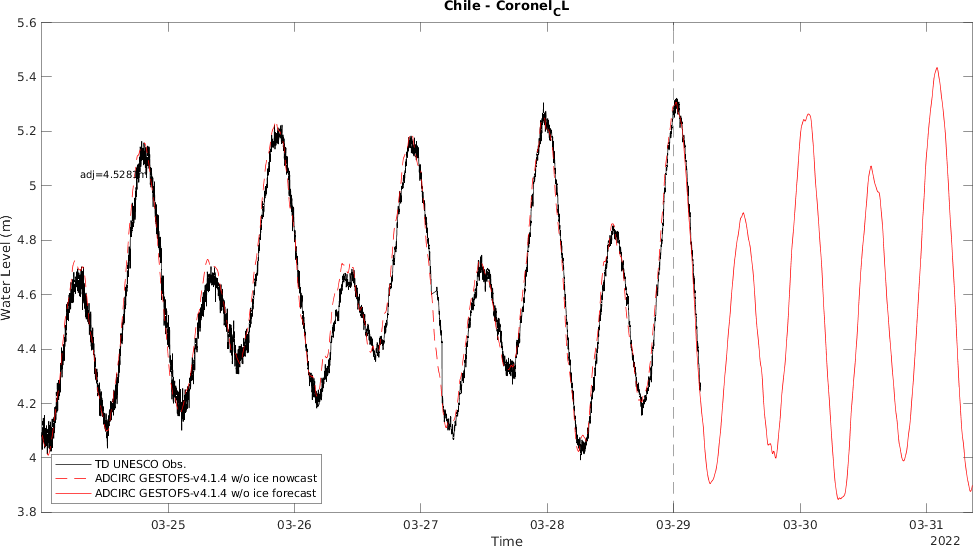 Chile - Coronel_CL
5.6
5.4
5.2
5
4.8
4.6
4.4
4.2
4
3.8
Water Level (m)
adj=4.5281m
TD UNESCO Obs.
ADCIRC GESTOFS-v4.1.4 w/o ice nowcast
ADCIRC GESTOFS-v4.1.4 w/o ice forecast
03-25 03-26 03-27 03-28 03-29 03-30 03-31
Time
2022